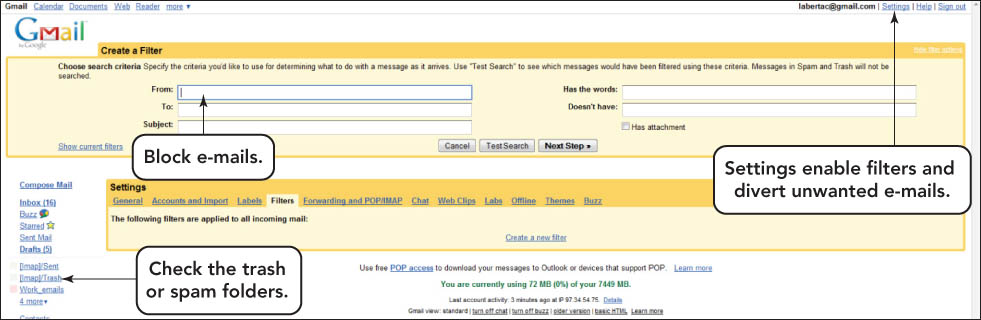 Gmail Calendar Documents Web Reader more ▾
labertac@gmail.com | Settings | Help | Sign out
Gmail
by Google
Create a Filter
Hide filter options
Choose search criteria Specify the criteria you'd like to use for determining what to do with a message as it arrives. Use "Test Search" to see which messages would have been filtered using these criteria. Messages in Spam and Trash will not be
searched.
From:
Has the words:
To:
Doesn't have:
Subject:
Has attachment
Show current filters
Cancel
Test Search
Next Step »
Block e-mails.
Settings enable filters and
divert unwanted e-mails.
Compose Mail
Inbox (16)
Buzz
Starred
Sent Mail
Drafts (5)
[Imap]/Sent
[Imap]/Trash
Work_emails
4 more ▾
Contacts
Check the trash
or spam folders.
Settings
General Accounts and Import Labels Filters Forwarding and POP/IMAP Chat Web Clips Labs Offline Themes Buzz
The following filters are applied to all incoming mail:
Create a new filter
Use free POP access to download your messages to Outlook or devices that support POP. Learn more
You are currently using 72 MB (0%) of your 7449 MB.
Last account activity: 3 minutes ago at IP 97.34.54.75. Details
Gmail view: standard | turn off chat | turn off buzz | older version | basic HTML Learn more